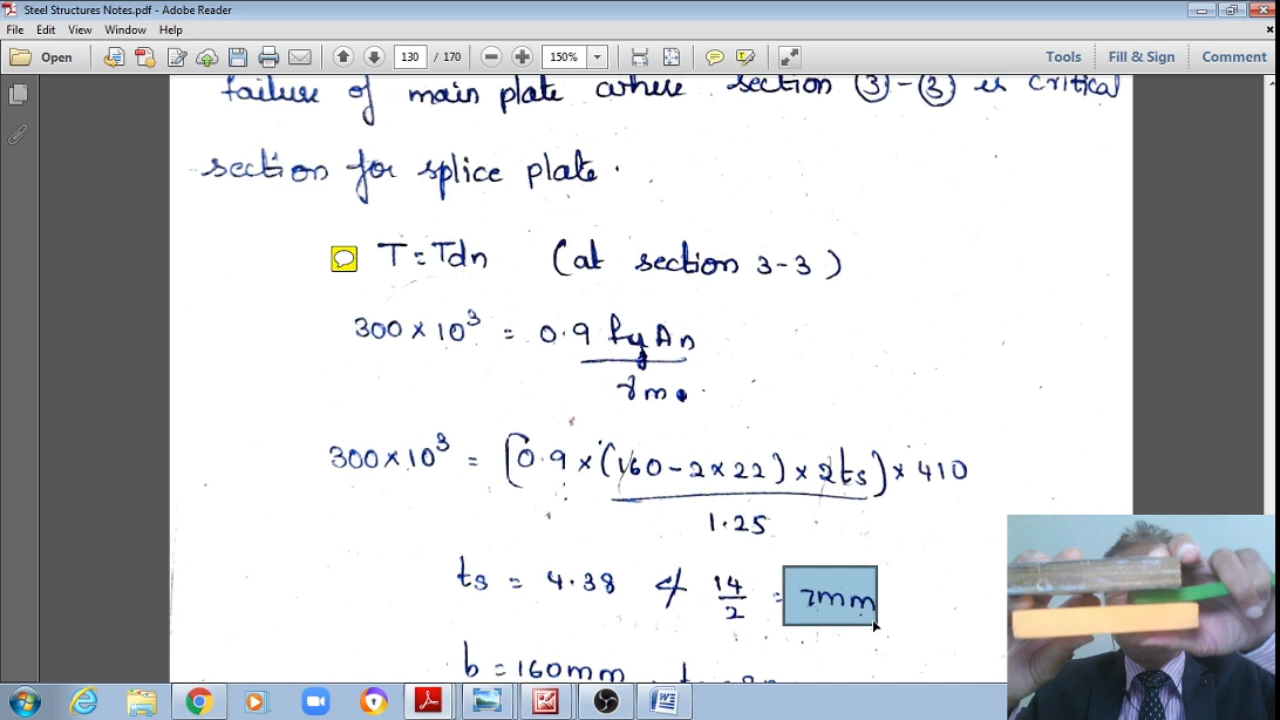 Steel Structures Notes.pdf - Adobe Reader
File Edit View Window Help
Open 130 / 170 150% Tools Fill & Sign Comment
failure of main plate where section (3)-(3) is critical
section for splice plate.
T = Tdn (at section 3-3)
300 × 10³ = 0.9 fy An
γm
300 × 10³ = [0.9 × (160 - 2 × 22) × 2ts] × 410
1.25
ts = 4.38 14
2 = 7mm
b = 160mm